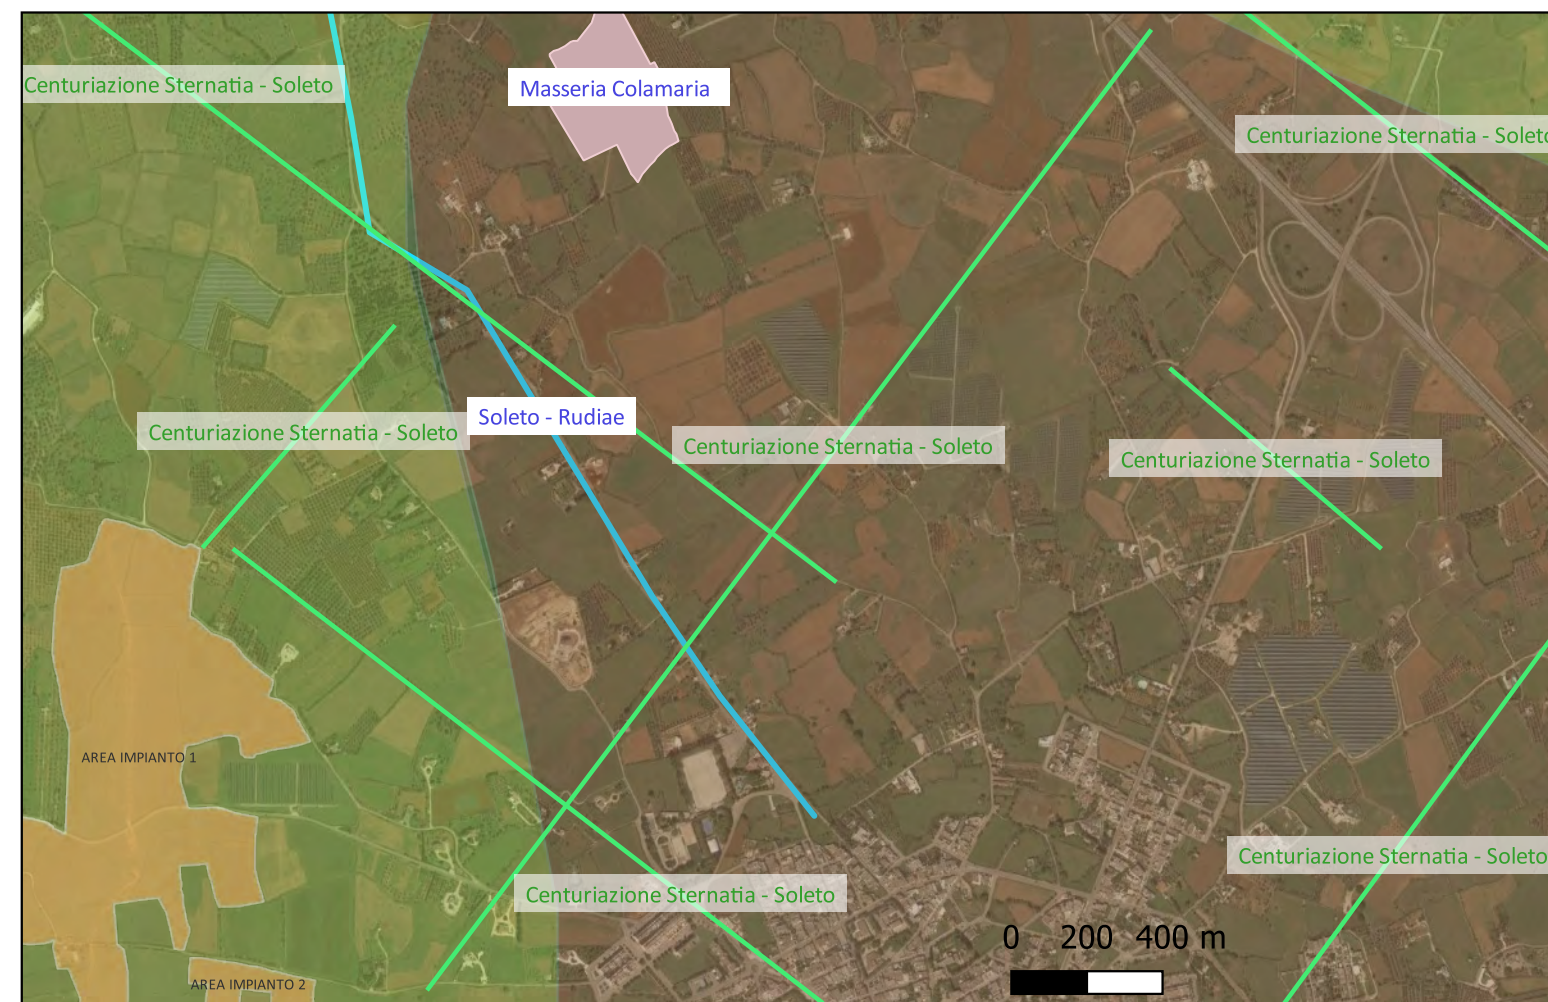 Centuriazione Sternatia - Soleto
Masseria Colamaria
Centuriazione Sternatia - Soleto
Soleto - Rudiae
Centuriazione Sternatia - Soleto
Centuriazione Sternatia - Soleto
Centuriazione Sternatia - Soleto
AREA IMPIANTO 1
Centuriazione Sternatia - Soleto
Centuriazione Sternatia - Soleto
0 200 400 m
AREA IMPIANTO 2